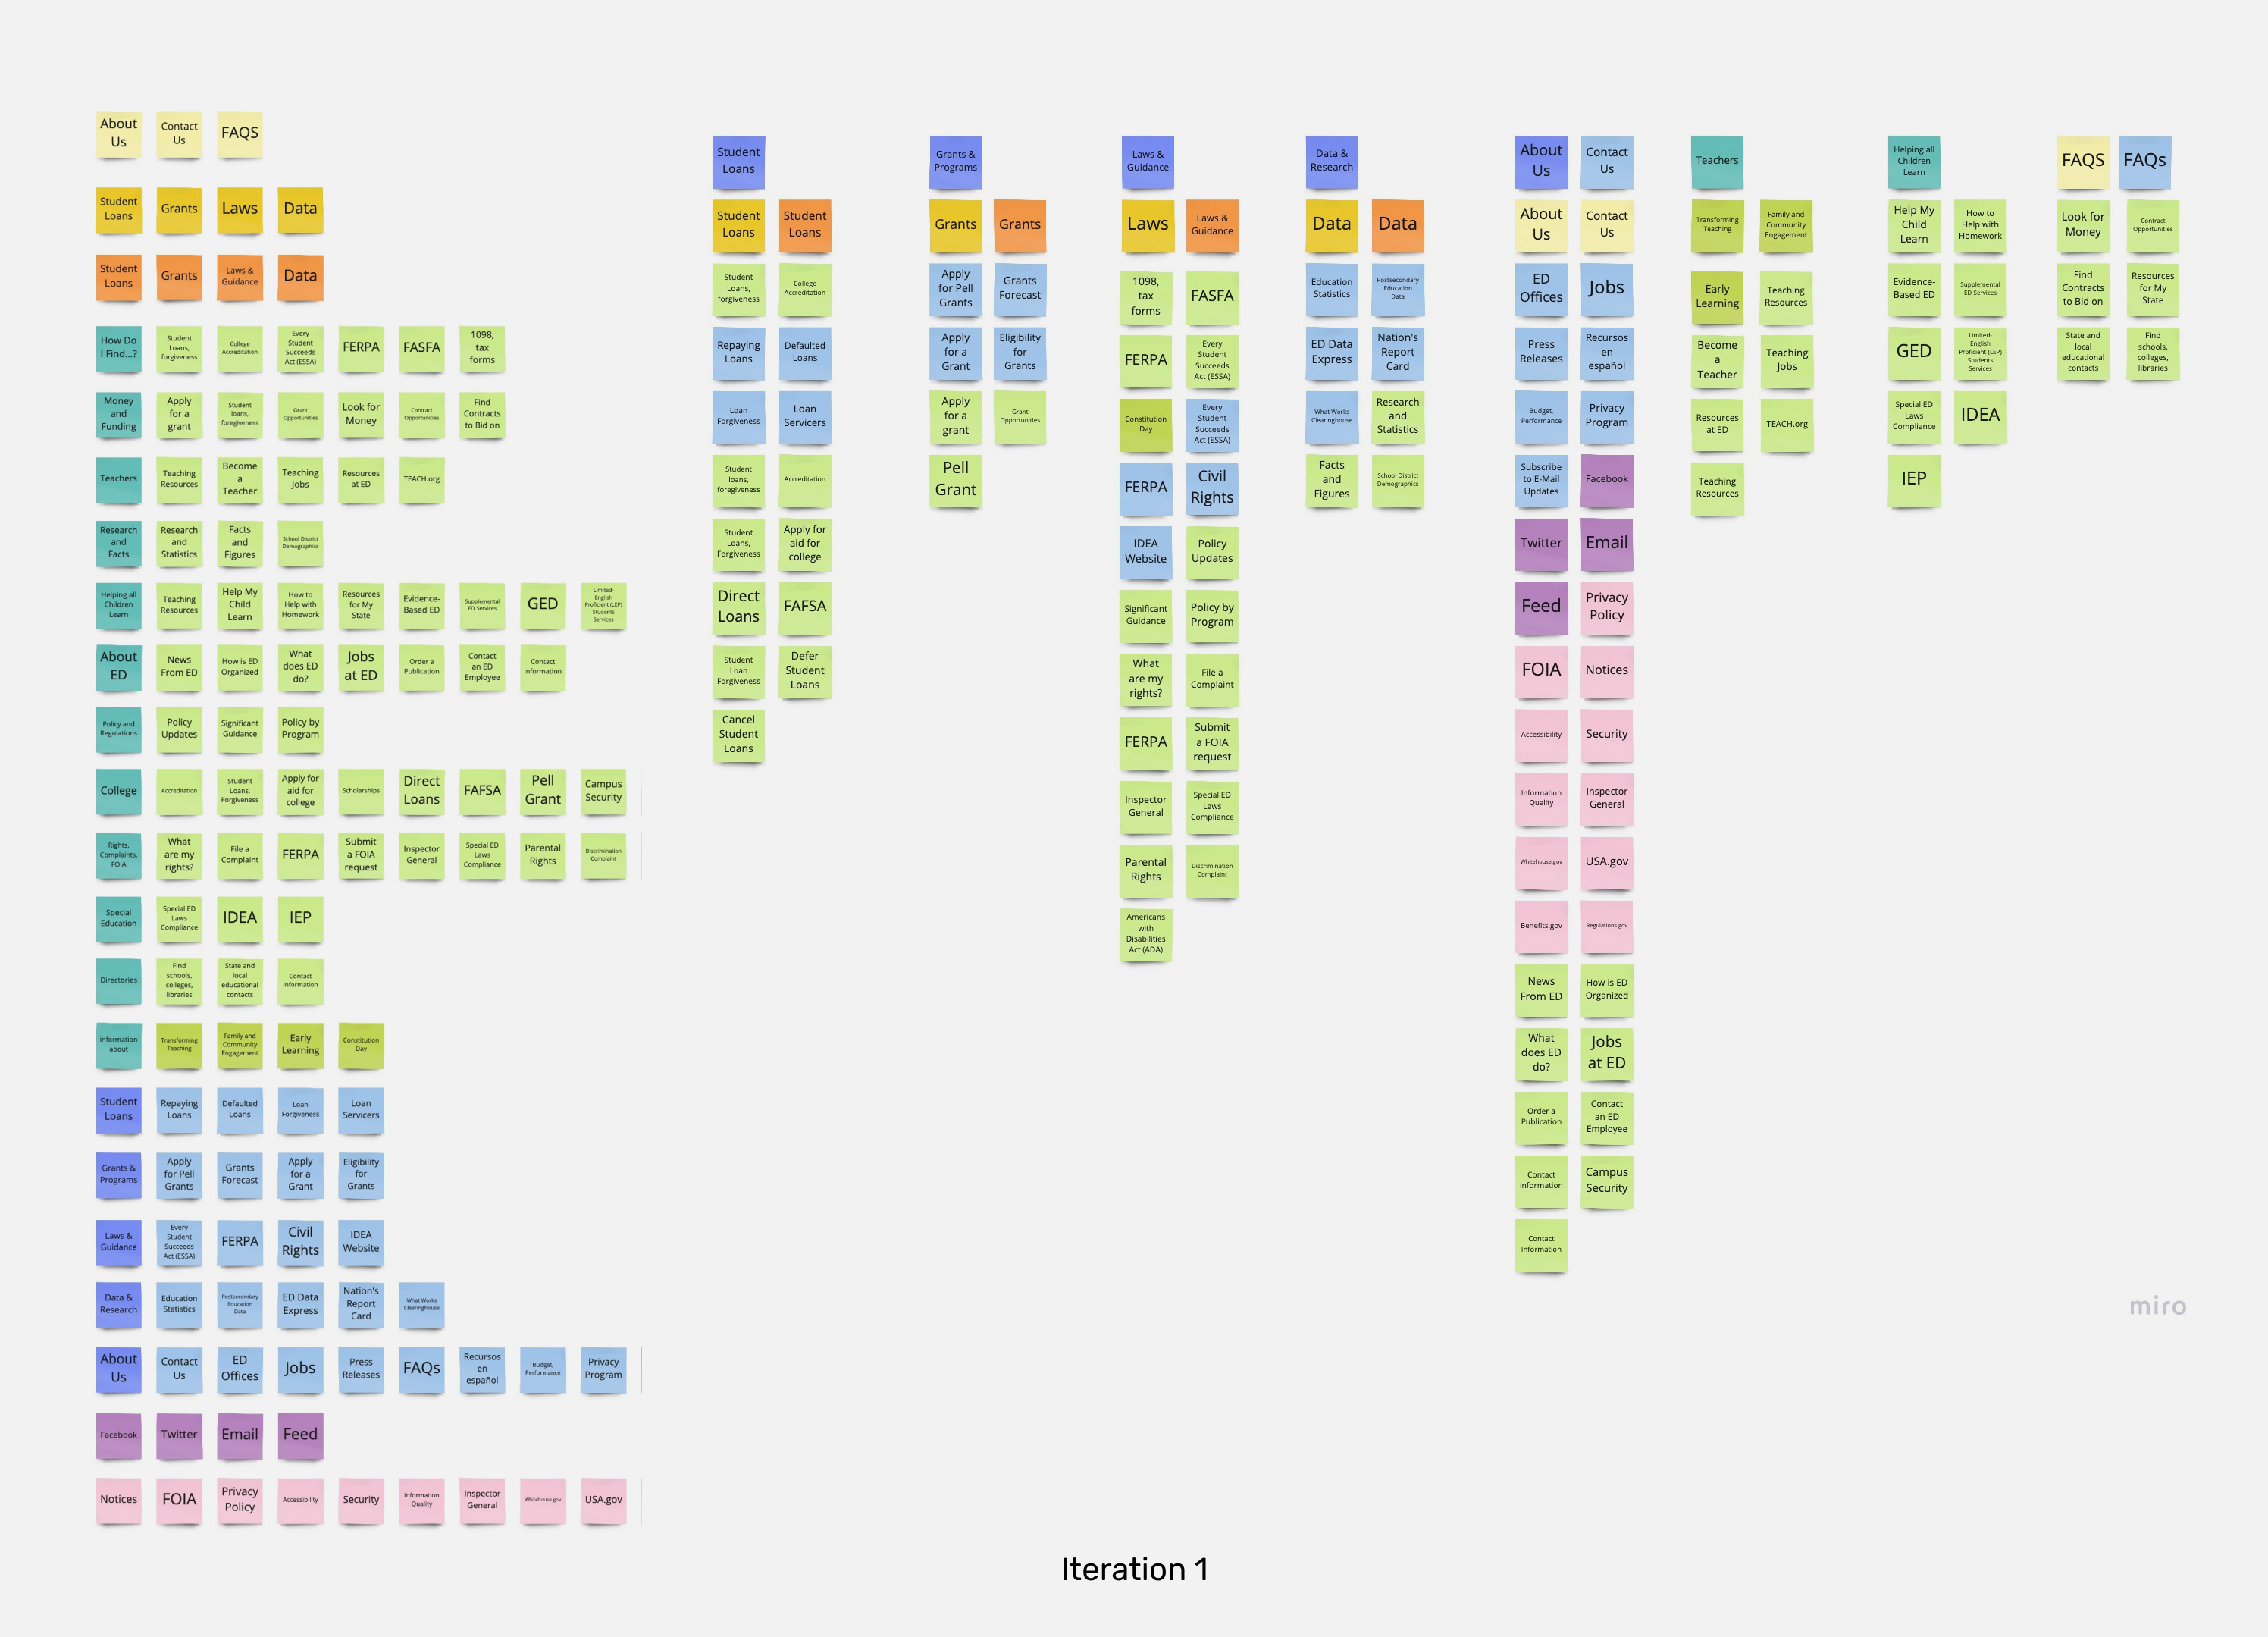 About Us
Contact Us
FAQS
Student Loans
Grants
Laws
Data
Student Loans
Grants
Laws & Guidance
Data
How Do I Find...?
Student Loans, forgiveness
College Accreditation
Every Student Succeeds Act (ESSA)
FERPA
FASFA
1098, tax forms
Money and Funding
Apply for a grant
Student loans, foregiveness
Grant Opportunities
Look for Money
Contract Opportunities
Find Contracts to Bid on
Teachers
Teaching Resources
Become a Teacher
Teaching Jobs
Resources at ED
TEACH.org
Research and Facts
Research and Statistics
Facts and Figures
School District Demographics
Helping all Children Learn
Teaching Resources
Help My Child Learn
How to Help with Homework
Resources for My State
Evidence-Based ED
Supplemental ED Services
GED
Limited-English Proficient (LEP) Students Services
About ED
News From ED
How is ED Organized
What does ED do?
Jobs at ED
Order a Publication
Contact an ED Employee
Contact information
Policy and Regulations
Policy Updates
Significant Guidance
Policy by Program
College
Accreditation
Student Loans, Forgiveness
Apply for aid for college
Scholarships
Direct Loans
FAFSA
Pell Grant
Campus Security
Rights, Complaints, FOIA
What are my rights?
File a Complaint
FERPA
Submit a FOIA request
Inspector General
Special ED Laws Compliance
Parental Rights
Discrimination Complaint
Special Education
Special ED Laws Compliance
IDEA
IEP
Directories
Find schools, colleges, libraries
State and local educational contacts
Contact Information
information about
Transforming Teaching
Family and Community Engagement
Early Learning
Constitution Day
Student Loans
Repaying Loans
Defaulted Loans
Loan Forgiveness
Loan Servicers
Grants & Programs
Apply for Pell Grants
Grants Forecast
Apply for a Grant
Eligibility for Grants
Laws & Guidance
Every Student Succeeds Act (ESSA)
FERPA
Civil Rights
IDEA Website
Data & Research
Education Statistics
Postsecondary Education Data
ED Data Express
Nation's Report Card
What Works Clearinghouse
About Us
Contact Us
ED Offices
Jobs
Press Releases
FAQs
Recursos en español
Budget, Performance
Privacy Program
Facebook
Twitter
Email
Feed
Notices
FOIA
Privacy Policy
Accessibility
Security
Information Quality
Inspector General
Whitehouse.gov
USA.gov
Student Loans
Student Loans
Student Loans
Student Loans, forgiveness
College Accreditation
Repaying Loans
Defaulted Loans
Loan Forgiveness
Loan Servicers
Student loans, foregiveness
Accreditation
Student Loans, Forgiveness
Apply for aid for college
Direct Loans
FAFSA
Student Loan Forgiveness
Defer Student Loans
Cancel Student Loans
Grants & Programs
Grants
Grants
Apply for Pell Grants
Grants Forecast
Apply for a Grant
Eligibility for Grants
Apply for a grant
Grant Opportunities
Pell Grant
Laws & Guidance
Laws
Laws & Guidance
1098, tax forms
FASFA
FERPA
Every Student Succeeds Act (ESSA)
Constitution Day
Every Student Succeeds Act (ESSA)
FERPA
Civil Rights
IDEA Website
Policy Updates
Significant Guidance
Policy by Program
What are my rights?
File a Complaint
FERPA
Submit a FOIA request
Inspector General
Special ED Laws Compliance
Parental Rights
Discrimination Complaint
Americans with Disabilities Act (ADA)
Data & Research
Data
Data
Education Statistics
Postsecondary Education Data
ED Data Express
Nation's Report Card
What Works Clearinghouse
Research and Statistics
Facts and Figures
School District Demographics
About Us
Contact Us
About Us
Contact Us
ED Offices
Jobs
Press Releases
Recursos en español
Budget, Performance
Privacy Program
Subscribe to E-Mail Updates
Facebook
Twitter
Email
Feed
Privacy Policy
FOIA
Notices
Accessibility
Security
Information Quality
Inspector General
Whitehouse.gov
USA.gov
Benefits.gov
Regulations.gov
News From ED
How is ED Organized
What does ED do?
Jobs at ED
Order a Publication
Contact an ED Employee
Contact information
Campus Security
Contact Information
Teachers
Transforming Teaching
Family and Community Engagement
Early Learning
Teaching Resources
Become a Teacher
Teaching Jobs
Resources at ED
TEACH.org
Teaching Resources
Helping all Children Learn
Help My Child Learn
How to Help with Homework
Evidence-Based ED
Supplemental ED Services
GED
Limited-English Proficient (LEP) Students Services
Special ED Laws Compliance
IDEA
IEP
FAQS
FAQs
Look for Money
Contract Opportunities
Find Contracts to Bid on
Resources for My State
State and local educational contacts
Find schools, colleges, libraries
miro
Iteration 1